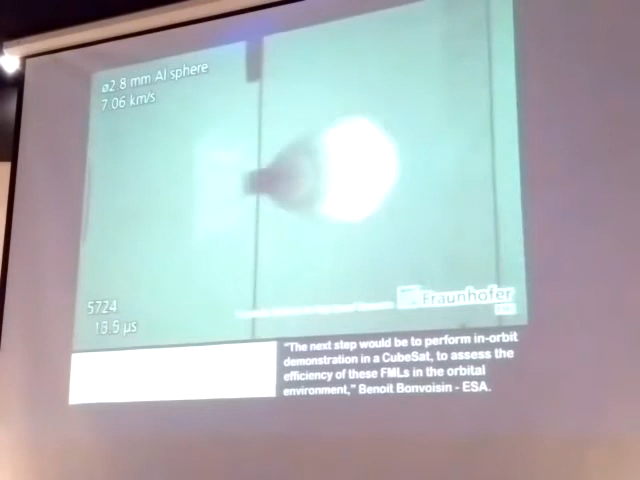 ø2.8 mm Al sphere
7.06 km/s
5724
18.5 µs
Fraunhofer
"The next step would be to perform in-orbit
demonstration in a CubeSat, to assess the
efficiency of these FMLs in the orbital
environment," Benoit Bonvoisin - ESA.